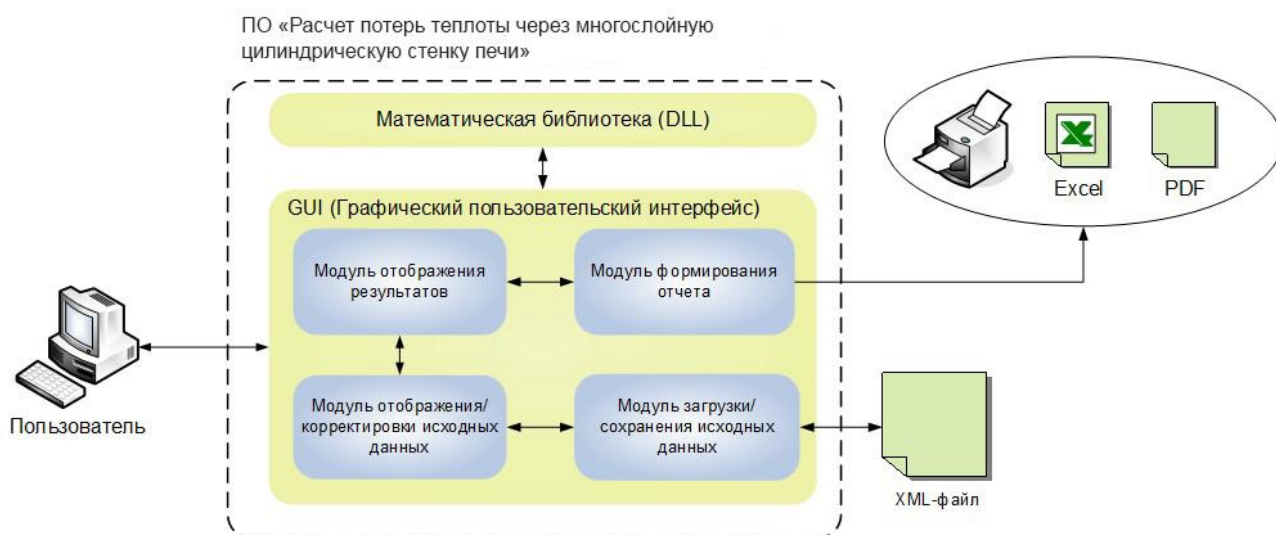 ПО «Расчет потерь теплоты через многослойную
цилиндрическую стенку печи»
Математическая библиотека (DLL)
GUI (Графический пользовательский интерфейс)
Модуль отображения
результатов
Модуль формирования
отчета
Excel
PDF
Пользователь
Модуль отображения/
корректировки исходных
данных
Модуль загрузки/
сохранения исходных
данных
XML-файл